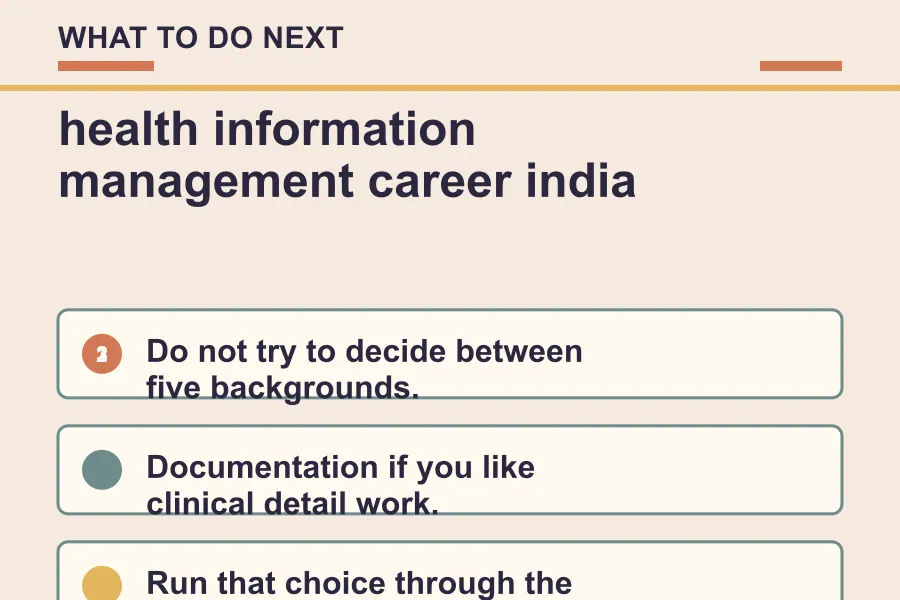 WHAT TO DO NEXT
health information
management career india
Do not try to decide between
five backgrounds.
Documentation if you like
clinical detail work.
Run that choice through the